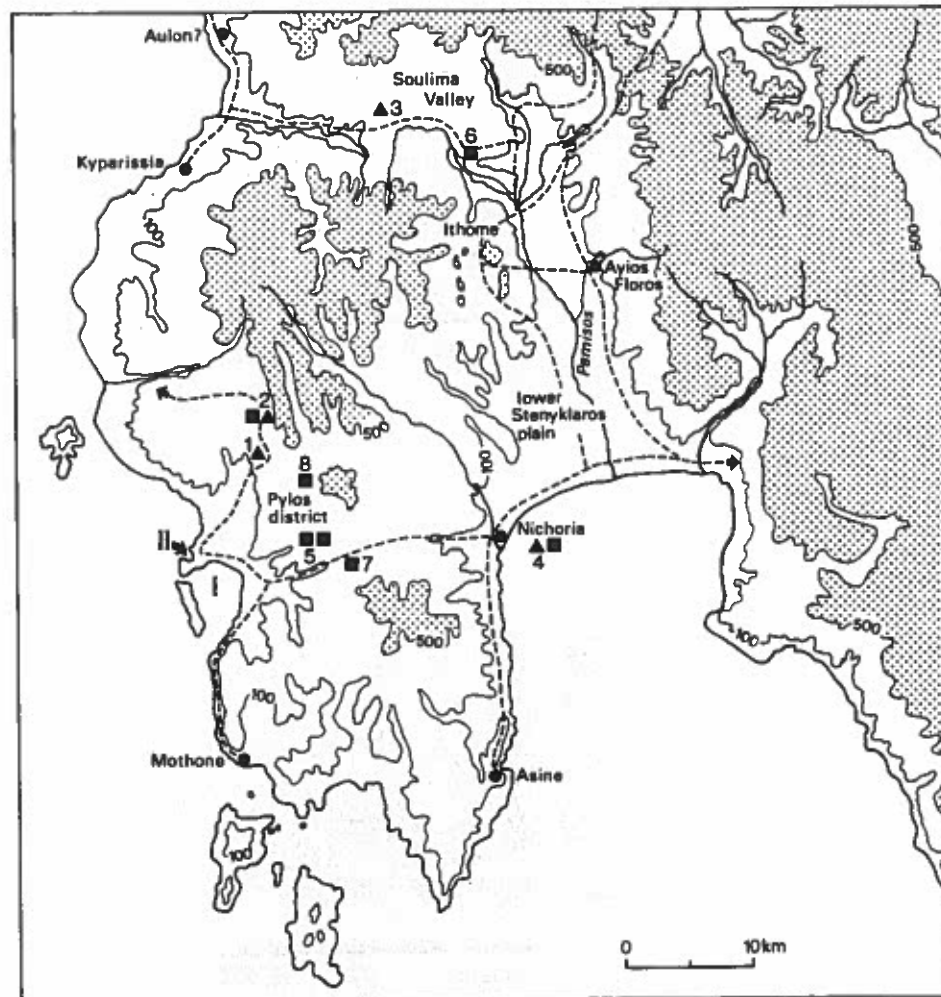 Aulon?
500
Soulima
Valley
3
6
Kyparissia
500
100
Ithome
Ayios
Floros
Pamisos
2
lower
Stenyklaros
plain
500
1
100
8
Pylos
district
II
Nichoria
5
7
4
I
500
100
500
100
Mothone
Asine
100
0 10km